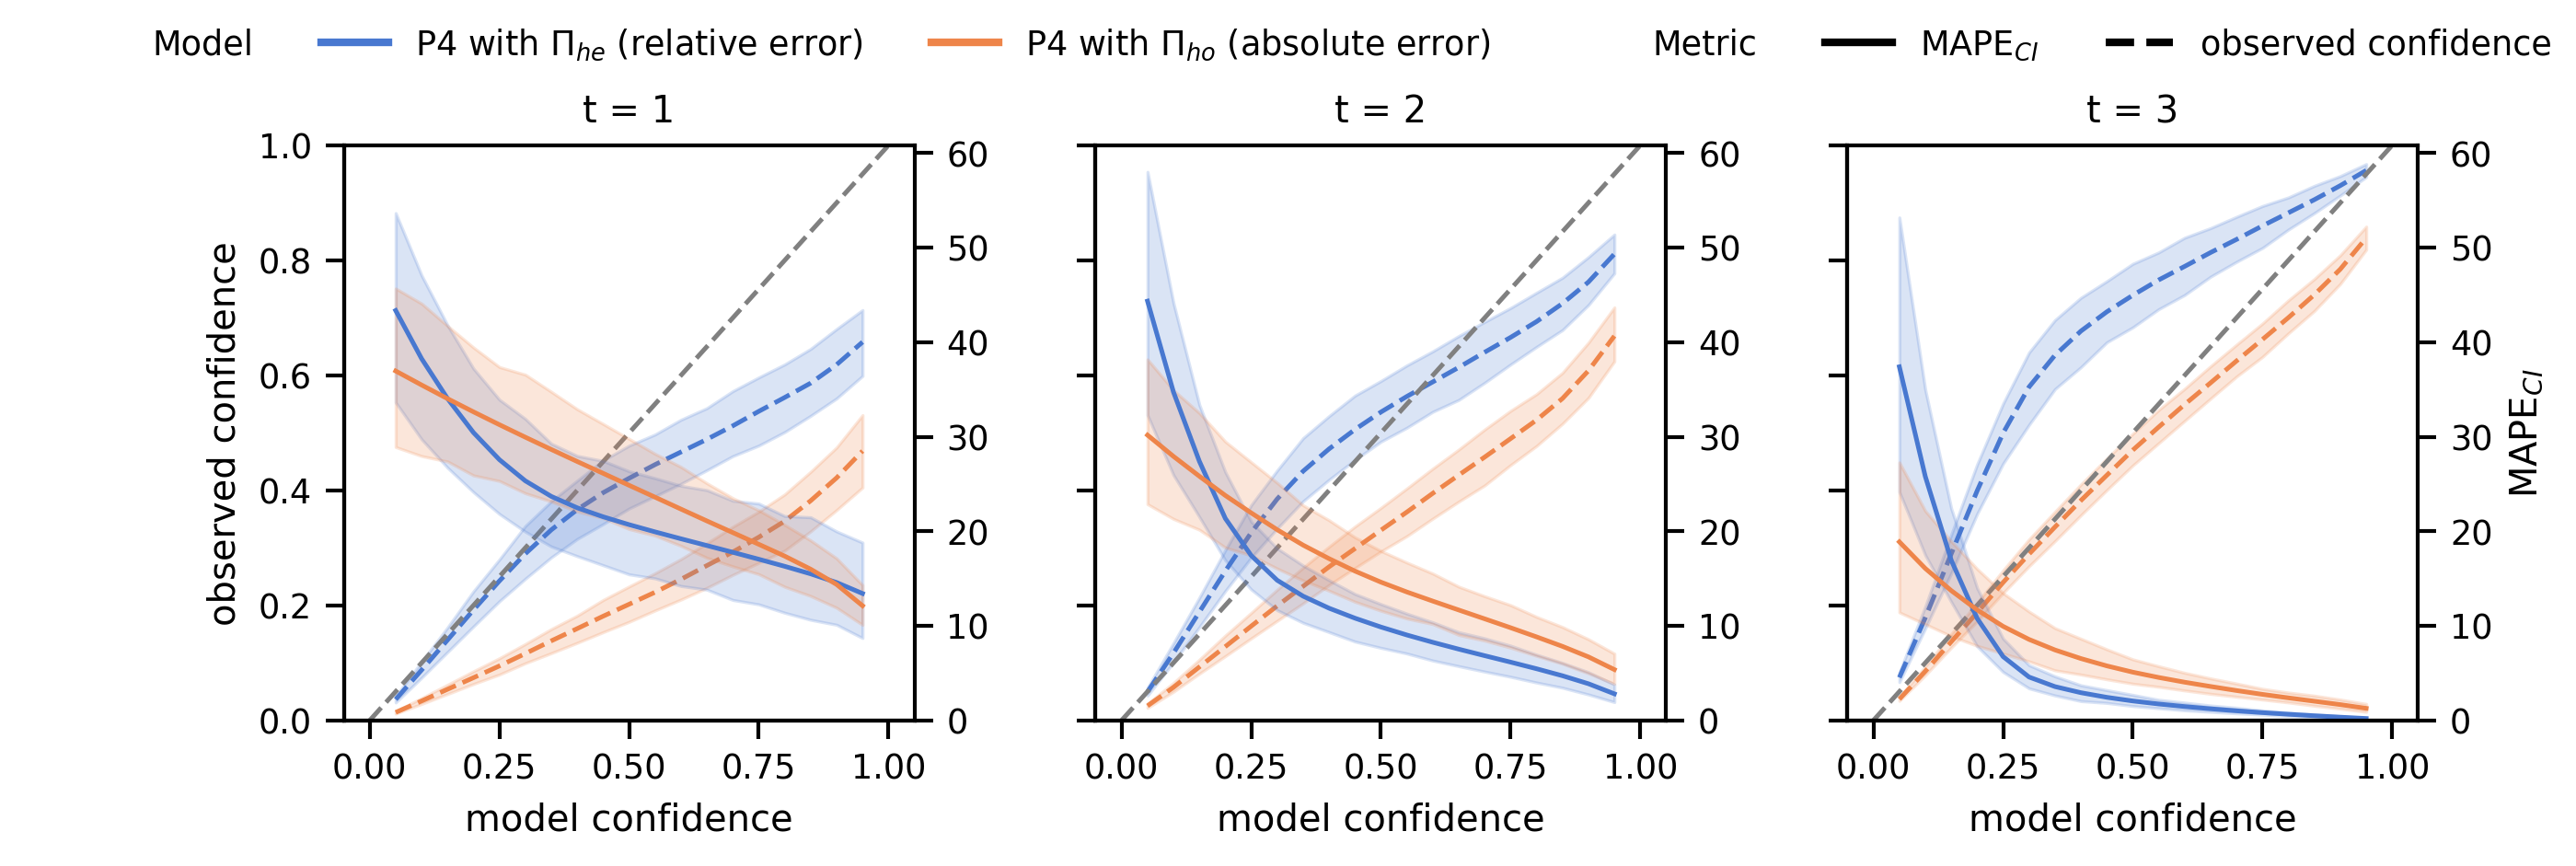 Model P4 with Π_he (relative error) P4 with Π_ho (absolute error) Metric MAPE_CI observed confidence
t = 1 t = 2 t = 3
1.0 60 60 60
0.8 50 50 50
0.6 40 40 40
0.4 30 30 30
0.2 20 20 20
0.0 10 10 10
0 0 0
observed confidence
MAPE_CI
0.00 0.25 0.50 0.75 1.00 0.00 0.25 0.50 0.75 1.00 0.00 0.25 0.50 0.75 1.00
model confidence model confidence model confidence